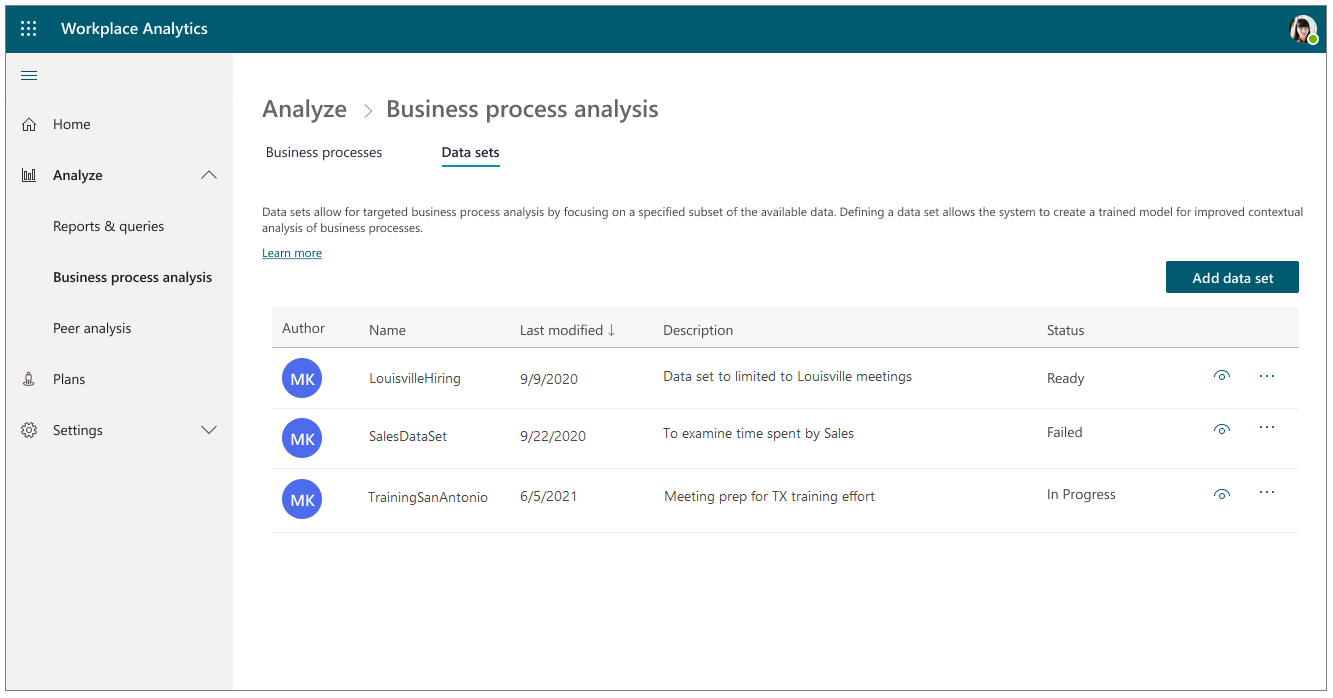 Workplace Analytics
Home
Analyze
Reports & queries
Business process analysis
Peer analysis
Plans
Settings
Analyze > Business process analysis
Business processes Data sets
Data sets allow for targeted business process analysis by focusing on a specified subset of the available data. Defining a data set allows the system to create a trained model for improved contextual
analysis of business processes.
Learn more
Add data set
Author Name Last modified ↓ Description Status
MK LouisvilleHiring 9/9/2020 Data set to limited to Louisville meetings Ready ...
MK SalesDataSet 9/22/2020 To examine time spent by Sales Failed ...
MK TrainingSanAntonio 6/5/2021 Meeting prep for TX training effort In Progress ...